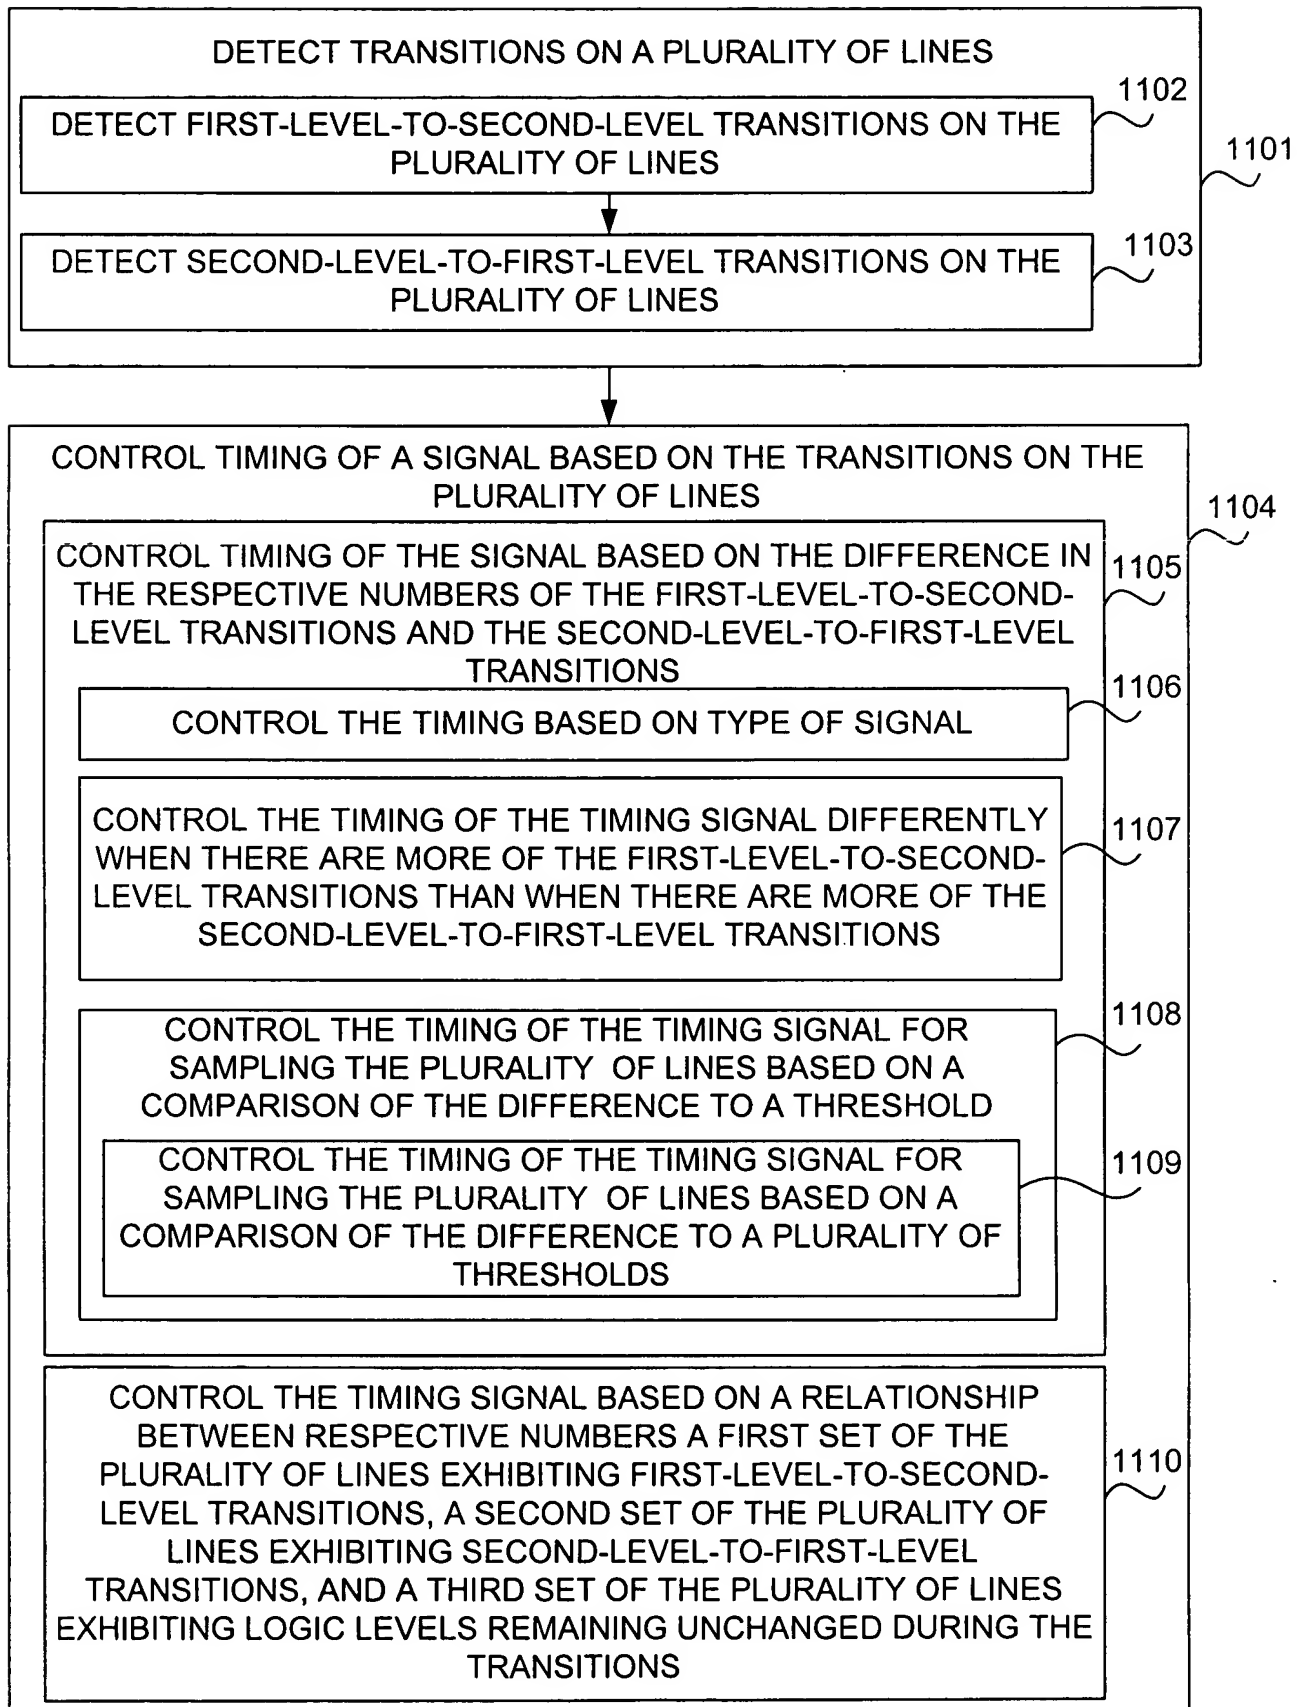 DETECT TRANSITIONS ON A PLURALITY OF LINES
1102
DETECT FIRST-LEVEL-TO-SECOND-LEVEL TRANSITIONS ON THE
PLURALITY OF LINES
1101
1103
DETECT SECOND-LEVEL-TO-FIRST-LEVEL TRANSITIONS ON THE
PLURALITY OF LINES
CONTROL TIMING OF A SIGNAL BASED ON THE TRANSITIONS ON THE
PLURALITY OF LINES
1104
CONTROL TIMING OF THE SIGNAL BASED ON THE DIFFERENCE IN
1105
THE RESPECTIVE NUMBERS OF THE FIRST-LEVEL-TO-SECOND-
LEVEL TRANSITIONS AND THE SECOND-LEVEL-TO-FIRST-LEVEL
TRANSITIONS
1106
CONTROL THE TIMING BASED ON TYPE OF SIGNAL
CONTROL THE TIMING OF THE TIMING SIGNAL DIFFERENTLY
1107
WHEN THERE ARE MORE OF THE FIRST-LEVEL-TO-SECOND-
LEVEL TRANSITIONS THAN WHEN THERE ARE MORE OF THE
SECOND-LEVEL-TO-FIRST-LEVEL TRANSITIONS
1108
CONTROL THE TIMING OF THE TIMING SIGNAL FOR
SAMPLING THE PLURALITY OF LINES BASED ON A
COMPARISON OF THE DIFFERENCE TO A THRESHOLD
1109
CONTROL THE TIMING OF THE TIMING SIGNAL FOR
SAMPLING THE PLURALITY OF LINES BASED ON A
COMPARISON OF THE DIFFERENCE TO A PLURALITY OF
THRESHOLDS
CONTROL THE TIMING SIGNAL BASED ON A RELATIONSHIP
BETWEEN RESPECTIVE NUMBERS A FIRST SET OF THE
PLURALITY OF LINES EXHIBITING FIRST-LEVEL-TO-SECOND-
1110
LEVEL TRANSITIONS, A SECOND SET OF THE PLURALITY OF
LINES EXHIBITING SECOND-LEVEL-TO-FIRST-LEVEL
TRANSITIONS, AND A THIRD SET OF THE PLURALITY OF LINES
EXHIBITING LOGIC LEVELS REMAINING UNCHANGED DURING THE
TRANSITIONS